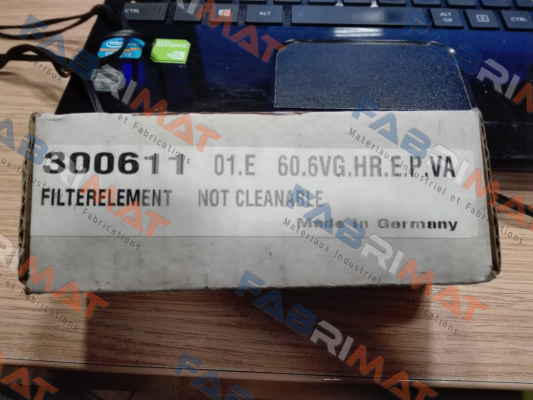 300611 01.E 60.6VG.HR.E.P.VA
FILTERELEMENT NOT CLEANABLE
Made in Germany
FABRIMAT
Materiaux Industriel
et Fabrications